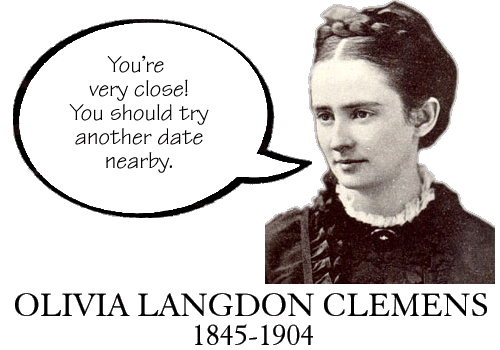 You're
very close!
You should try
another date
nearby.
OLIVIA LANGDON CLEMENS
1845-1904